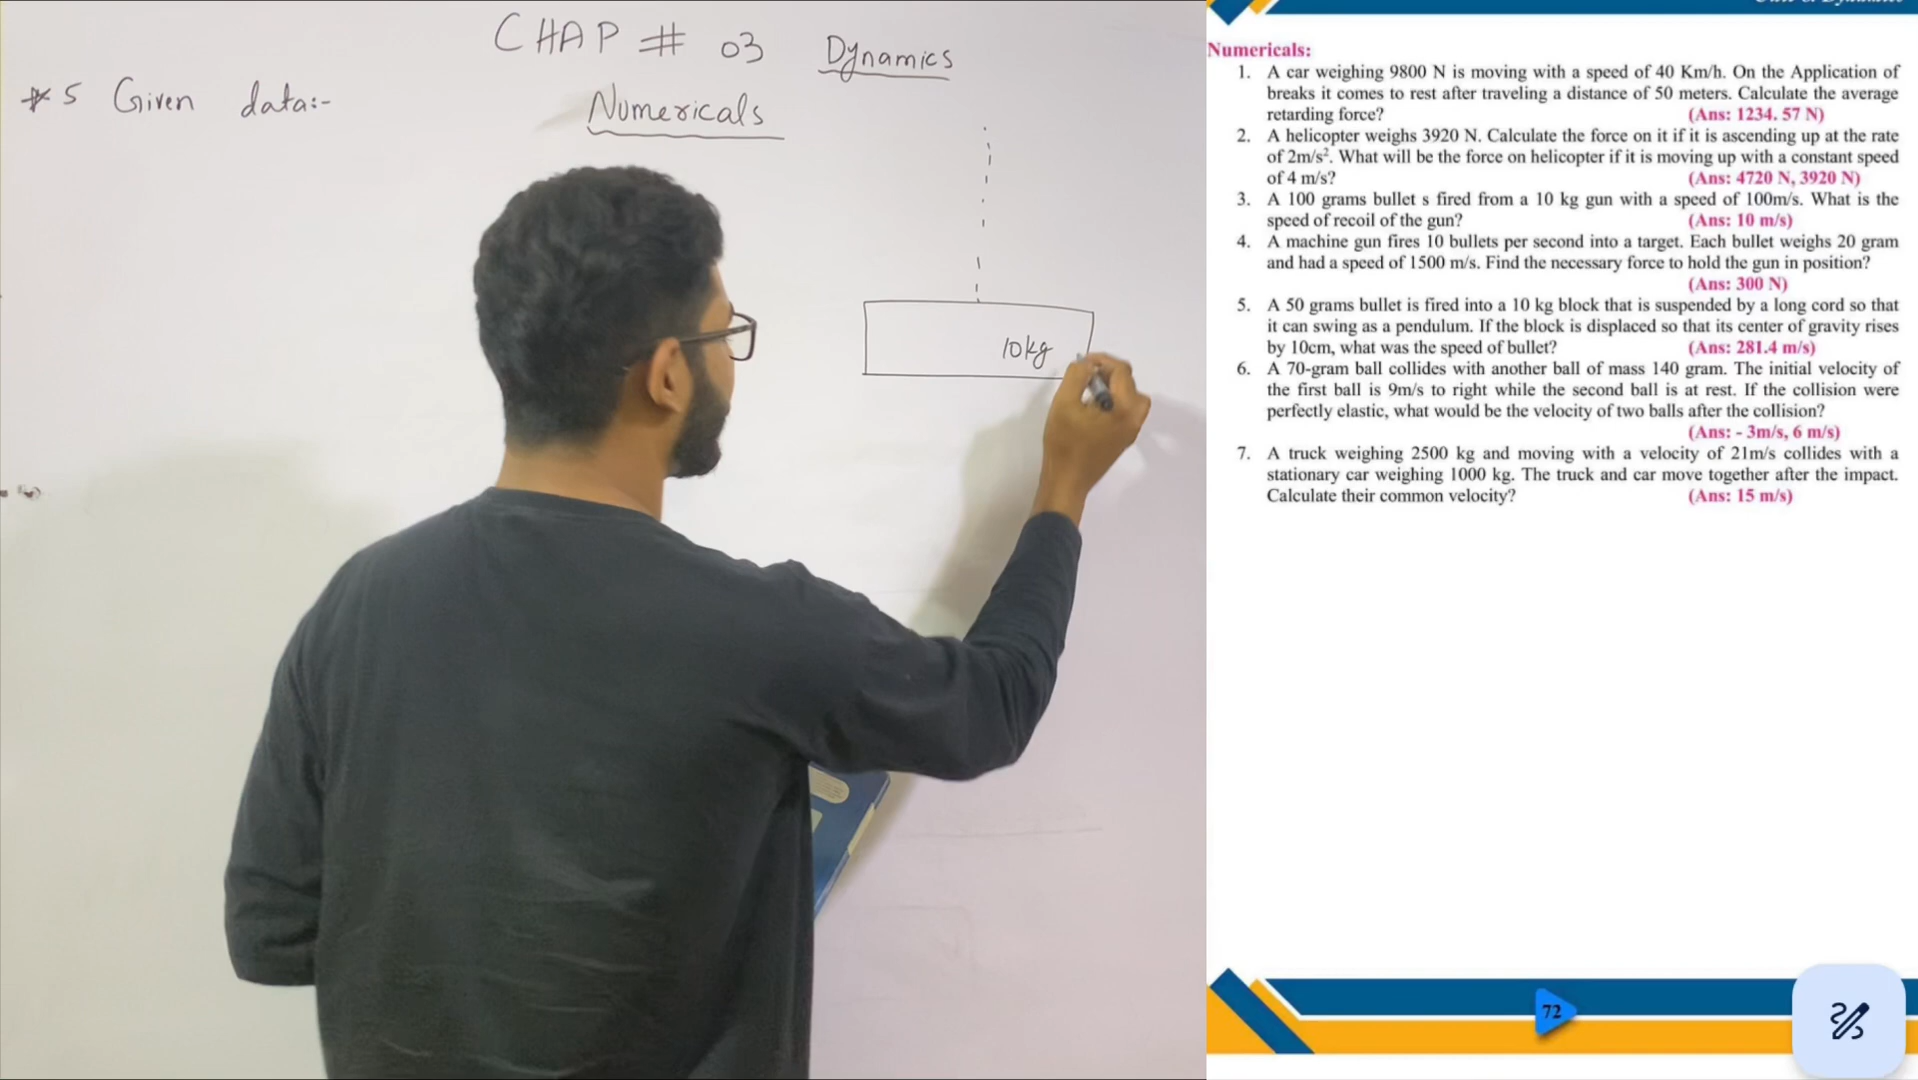 CHAP # 03 Dynamics
* 5 Given data:-
Numericals
10kg
Numericals:
1. A car weighing 9800 N is moving with a speed of 40 Km/h. On the Application of
breaks it comes to rest after traveling a distance of 50 meters. Calculate the average
retarding force? (Ans: 1234. 57 N)
2. A helicopter weighs 3920 N. Calculate the force on it if it is ascending up at the rate
of 2m/s². What will be the force on helicopter if it is moving up with a constant speed
of 4 m/s? (Ans: 4720 N, 3920 N)
3. A 100 grams bullet s fired from a 10 kg gun with a speed of 100m/s. What is the
speed of recoil of the gun? (Ans: 10 m/s)
4. A machine gun fires 10 bullets per second into a target. Each bullet weighs 20 gram
and had a speed of 1500 m/s. Find the necessary force to hold the gun in position?
(Ans: 300 N)
5. A 50 grams bullet is fired into a 10 kg block that is suspended by a long cord so that
it can swing as a pendulum. If the block is displaced so that its center of gravity rises
by 10cm, what was the speed of bullet? (Ans: 281.4 m/s)
6. A 70-gram ball collides with another ball of mass 140 gram. The initial velocity of
the first ball is 9m/s to right while the second ball is at rest. If the collision were
perfectly elastic, what would be the velocity of two balls after the collision?
(Ans: - 3m/s, 6 m/s)
7. A truck weighing 2500 kg and moving with a velocity of 21m/s collides with a
stationary car weighing 1000 kg. The truck and car move together after the impact.
Calculate their common velocity? (Ans: 15 m/s)
72